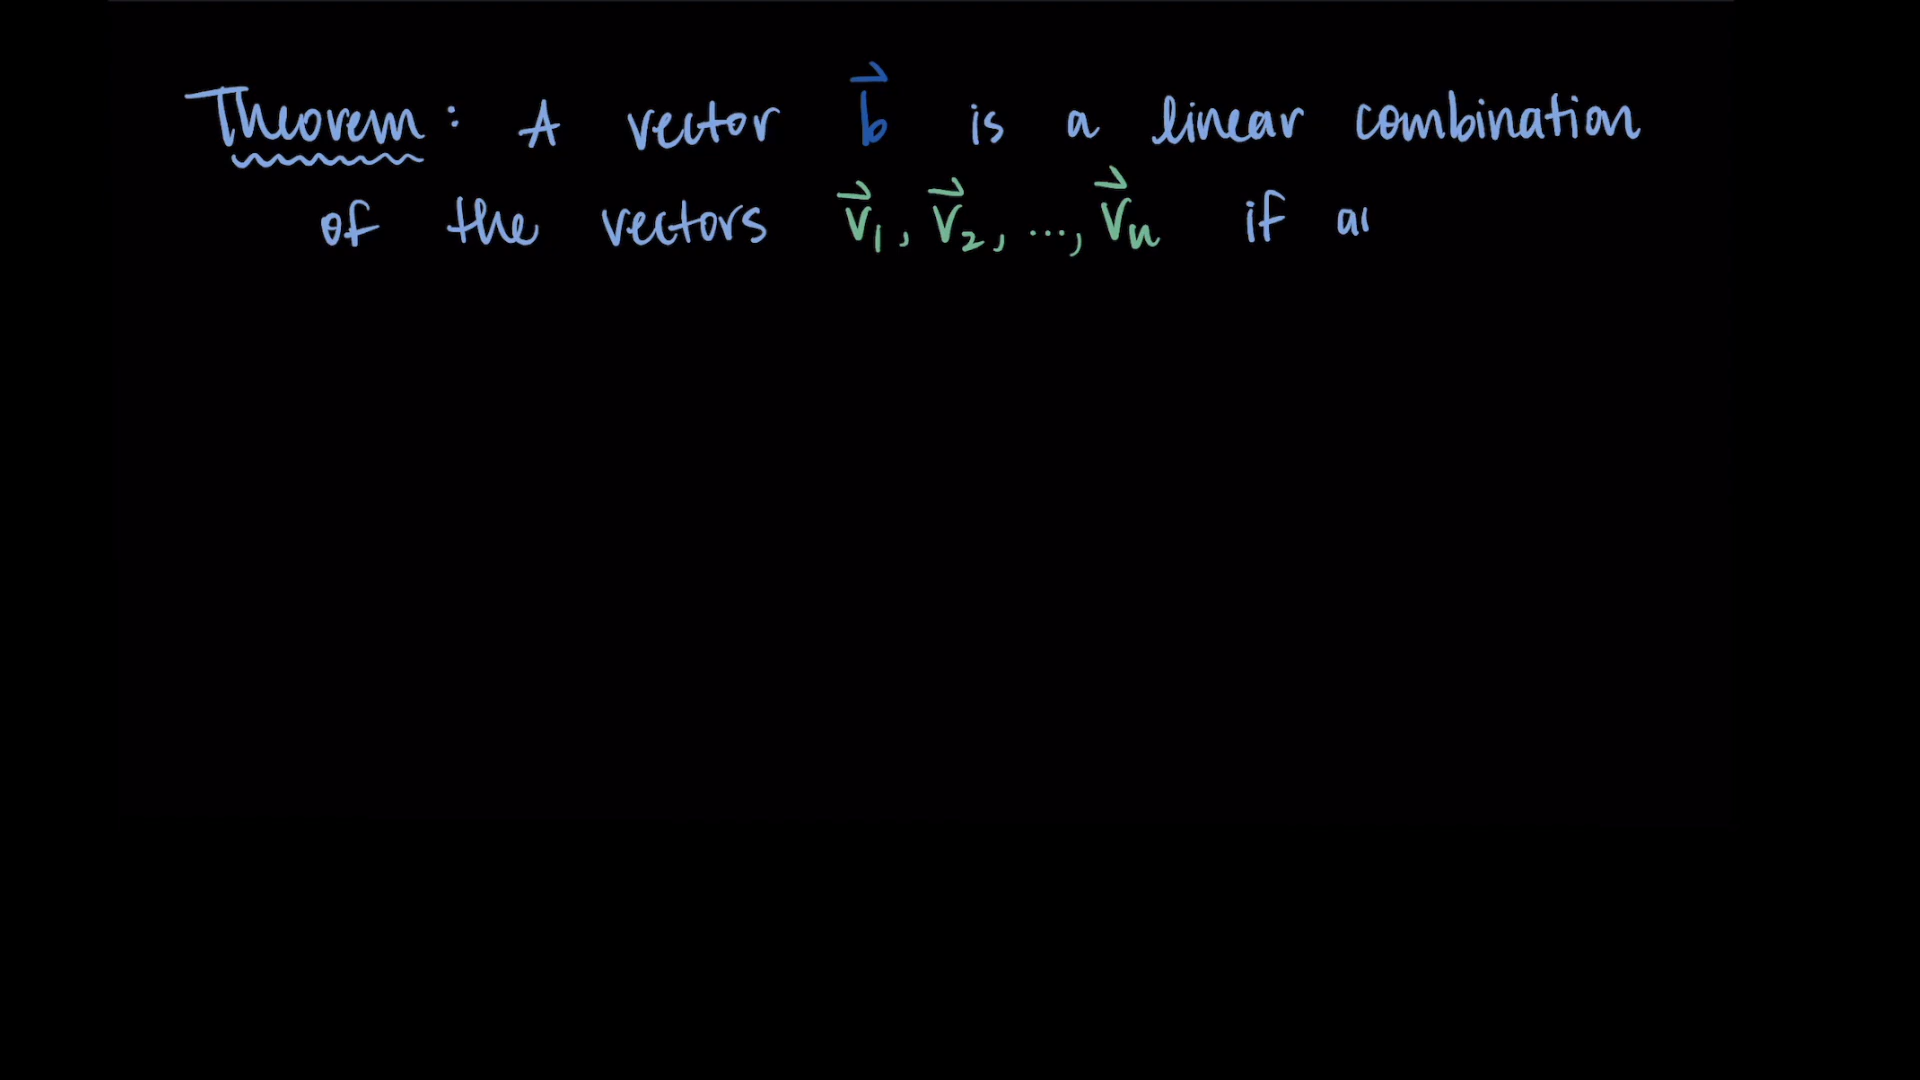 Theorem: A vector b⃗ is a linear combination
of the vectors v⃗₁, v⃗₂, ..., v⃗ₙ if a